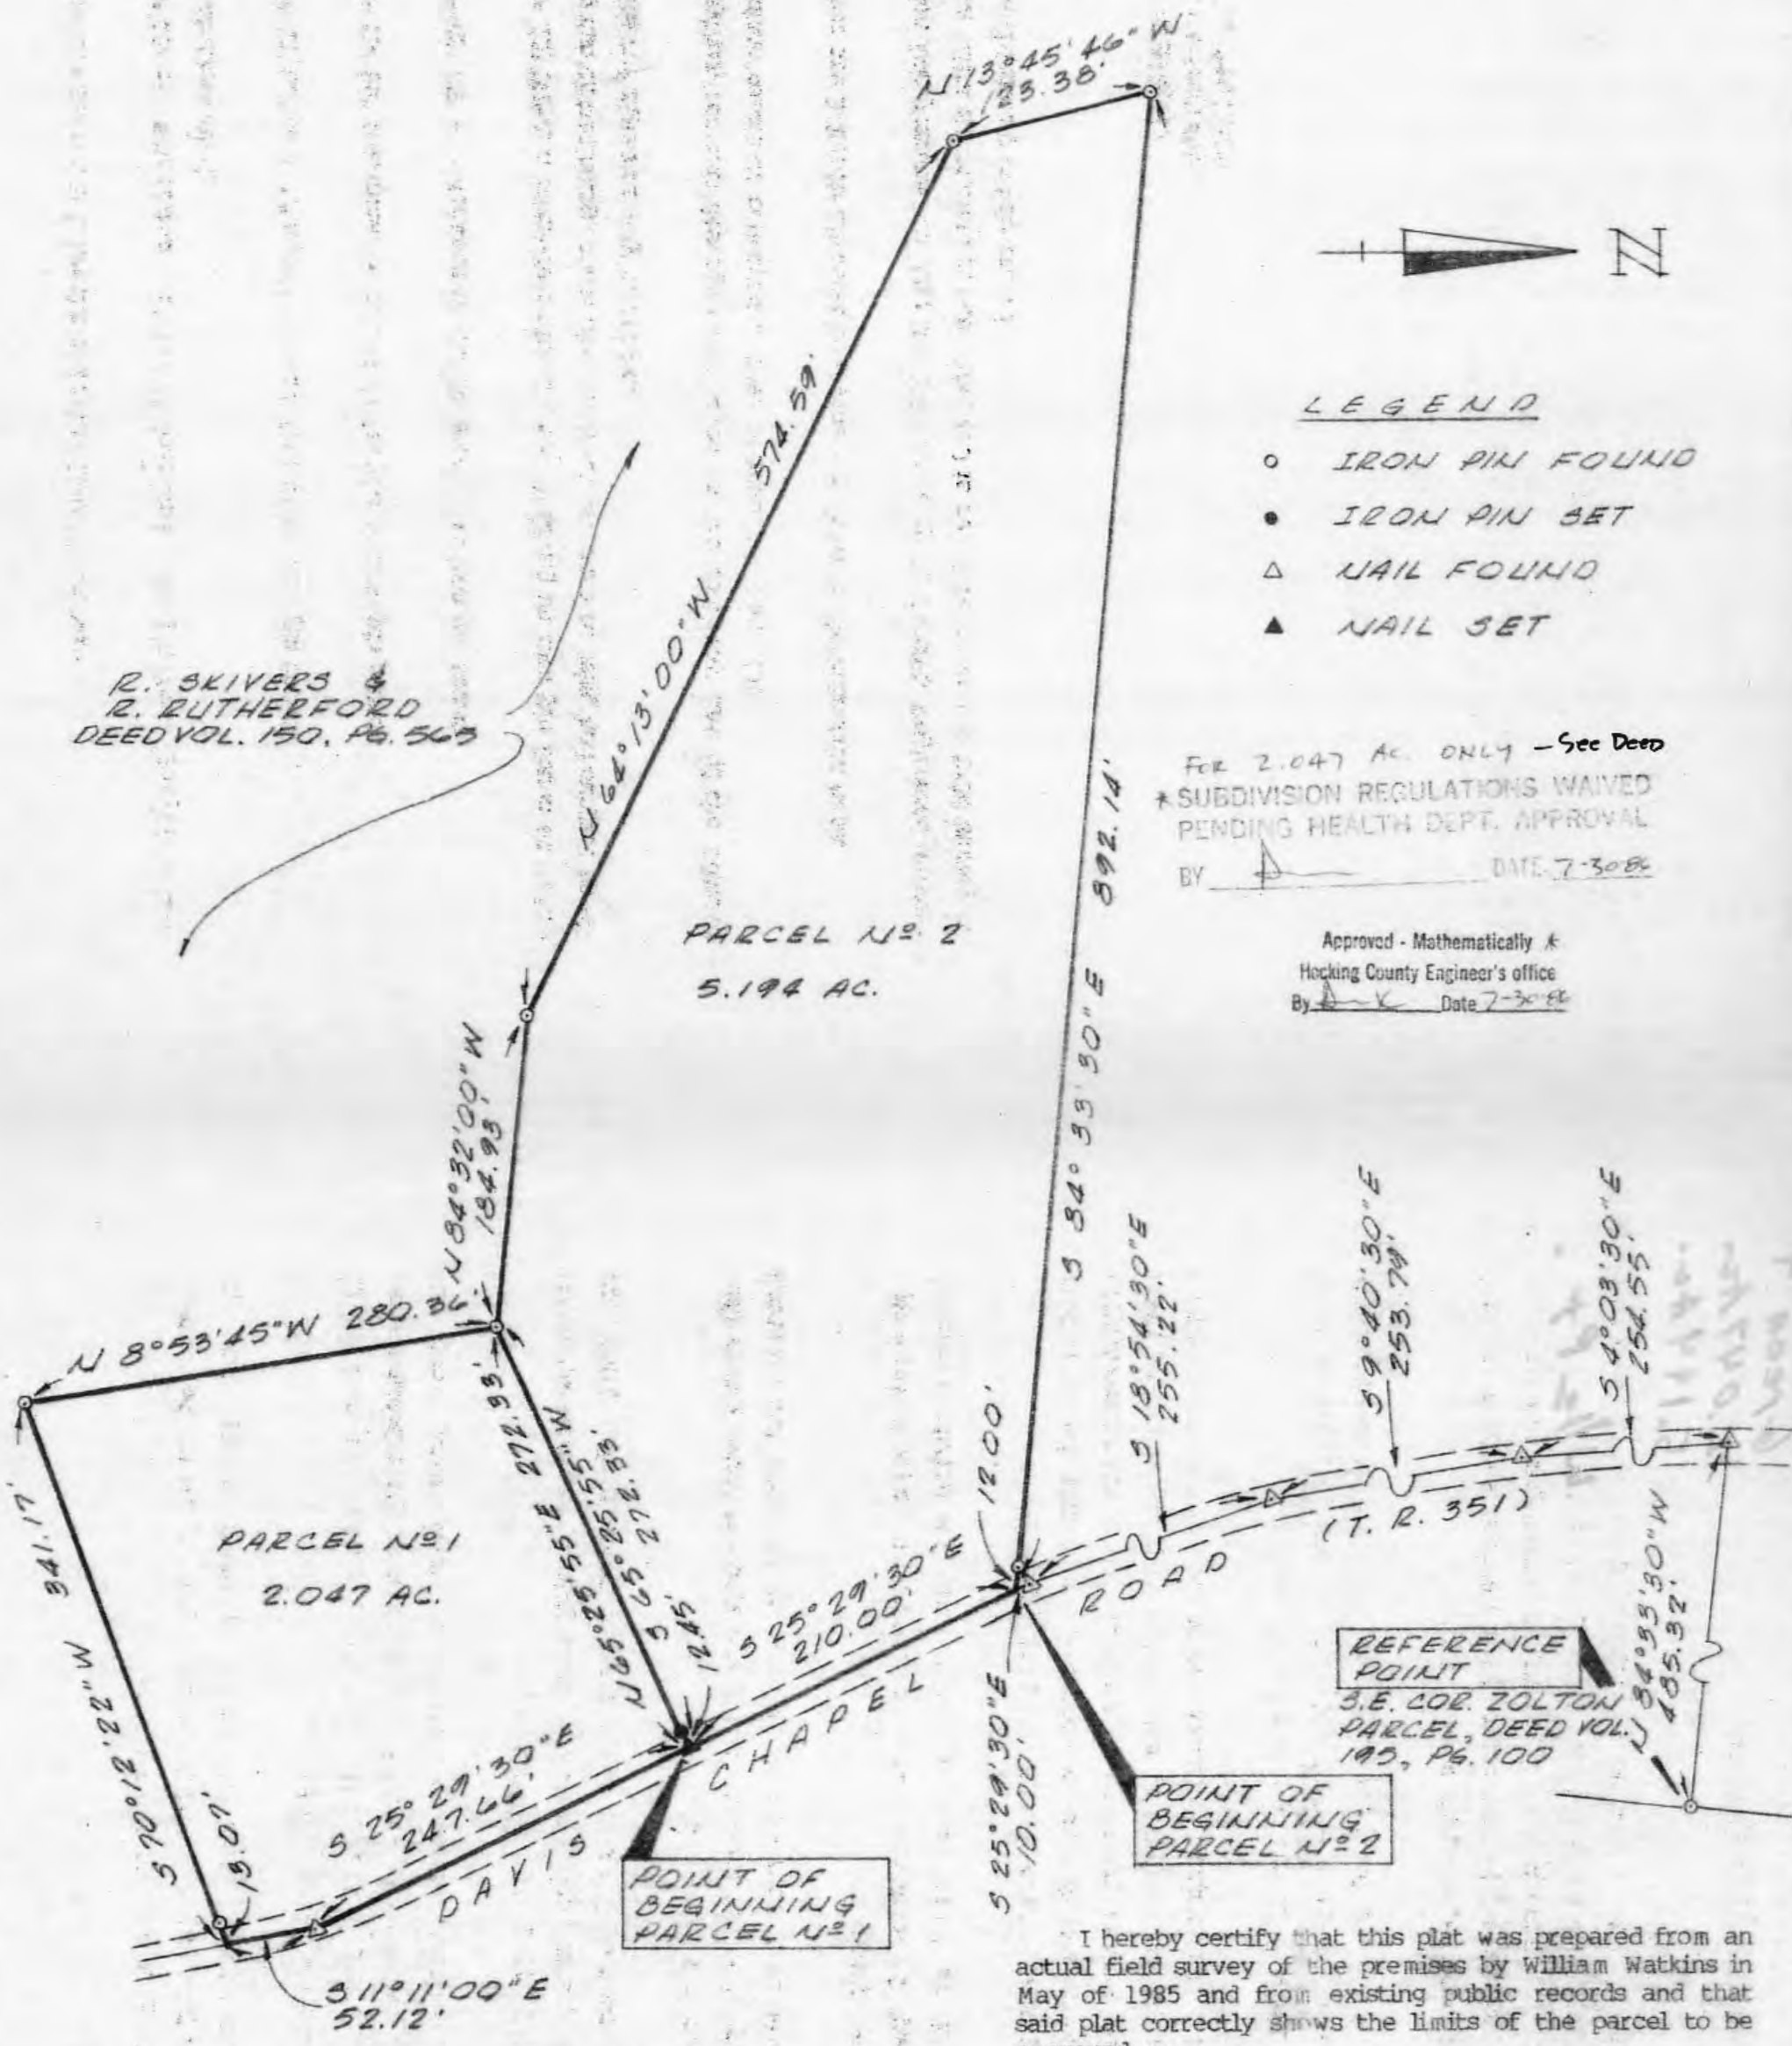 N 13°45'46" W
123.38'
N
LEGEND
IRON PIN FOUND
IRON PIN SET
NAIL FOUND
NAIL SET
574.59'
N 64°13'00" W
R. SKIVERS &
R. RUTHERFORD
DEED VOL. 150, PG. 565
FOR 2.047 AC. ONLY - See Deed
* SUBDIVISION REGULATIONS WAIVED
PENDING HEALTH DEPT. APPROVAL
BY DATE 7-30-86
Approved - Mathematically *
Hocking County Engineer's office
By Date 7-30-86
PARCEL Nº 2
5.194 AC.
S 84°33'30" E 892.14'
N 84°32'00" W
184.93'
N 8°53'45" W 280.36'
S 18°54'30" E
255.22'
S 9°40'30" E
253.79'
S 4°03'30" E
254.55'
341.17'
S 70°12'22" W
PARCEL Nº 1
2.047 AC.
N 65°25'55" E 272.33'
N 65°25'55" W
S 65°25'55"
272.33'
12.45'
S 25°29'30" E
210.00'
12.00'
(T. R. 351)
DAVIS CHAPEL ROAD
N 84°33'30" W
485.32'
REFERENCE
POINT
S.E. COR. ZOLTON
PARCEL, DEED VOL.
195, PG. 100
S 25°29'30" E
10.00'
POINT OF
BEGINNING
PARCEL Nº 2
S 25°29'30" E
247.66'
POINT OF
BEGINNING
PARCEL Nº 1
13.07'
S 11°11'00" E
52.12'
I hereby certify that this plat was prepared from an
actual field survey of the premises by William Watkins in
May of 1985 and from existing public records and that
said plat correctly shows the limits of the parcel to be